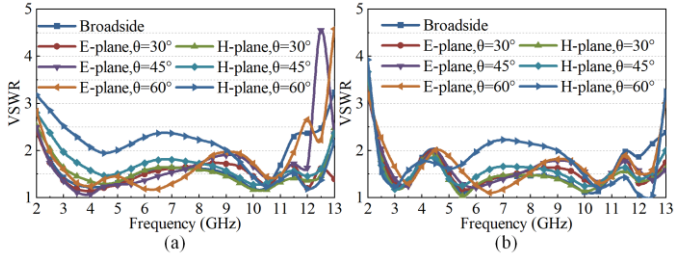 5
4
3
2
1
VSWR
Broadside
E-plane,θ=30° H-plane,θ=30°
E-plane,θ=45° H-plane,θ=45°
E-plane,θ=60° H-plane,θ=60°
2 3 4 5 6 7 8 9 10 11 12 13
Frequency (GHz)
(a)
5
4
3
2
1
VSWR
Broadside
E-plane,θ=30° H-plane,θ=30°
E-plane,θ=45° H-plane,θ=45°
E-plane,θ=60° H-plane,θ=60°
2 3 4 5 6 7 8 9 10 11 12 13
Frequency (GHz)
(b)